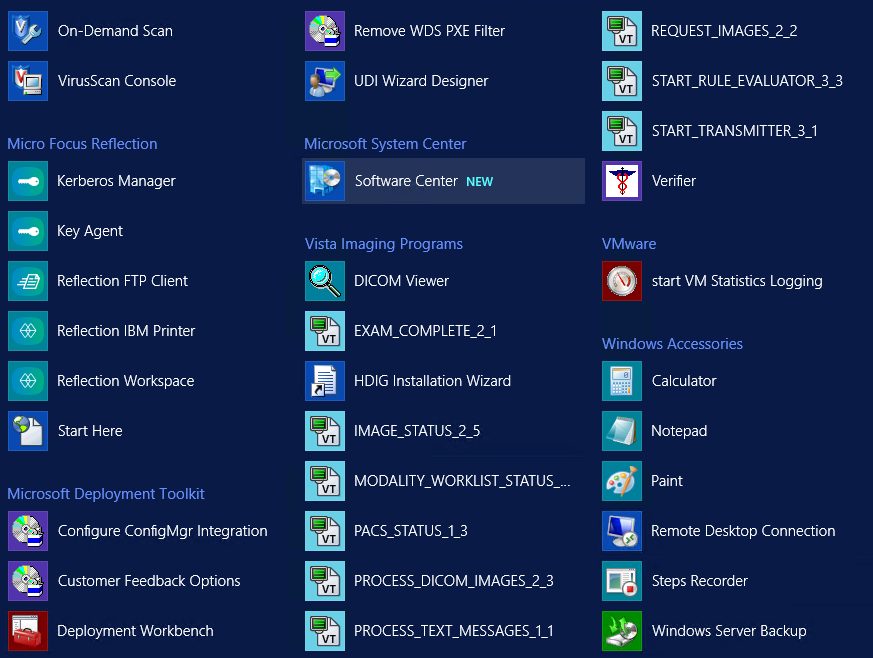 On-Demand Scan
VirusScan Console
Micro Focus Reflection
Kerberos Manager
Key Agent
Reflection FTP Client
Reflection IBM Printer
Reflection Workspace
Start Here
Microsoft Deployment Toolkit
Configure ConfigMgr Integration
Customer Feedback Options
Deployment Workbench
Remove WDS PXE Filter
UDI Wizard Designer
Microsoft System Center
Software Center NEW
Vista Imaging Programs
DICOM Viewer
VT EXAM_COMPLETE_2_1
HDIG Installation Wizard
VT IMAGE_STATUS_2_5
VT MODALITY_WORKLIST_STATUS_...
VT PACS_STATUS_1_3
VT PROCESS_DICOM_IMAGES_2_3
VT PROCESS_TEXT_MESSAGES_1_1
VT REQUEST_IMAGES_2_2
VT START_RULE_EVALUATOR_3_3
VT START_TRANSMITTER_3_1
Verifier
VMware
start VM Statistics Logging
Windows Accessories
Calculator
Notepad
Paint
Remote Desktop Connection
Steps Recorder
Windows Server Backup